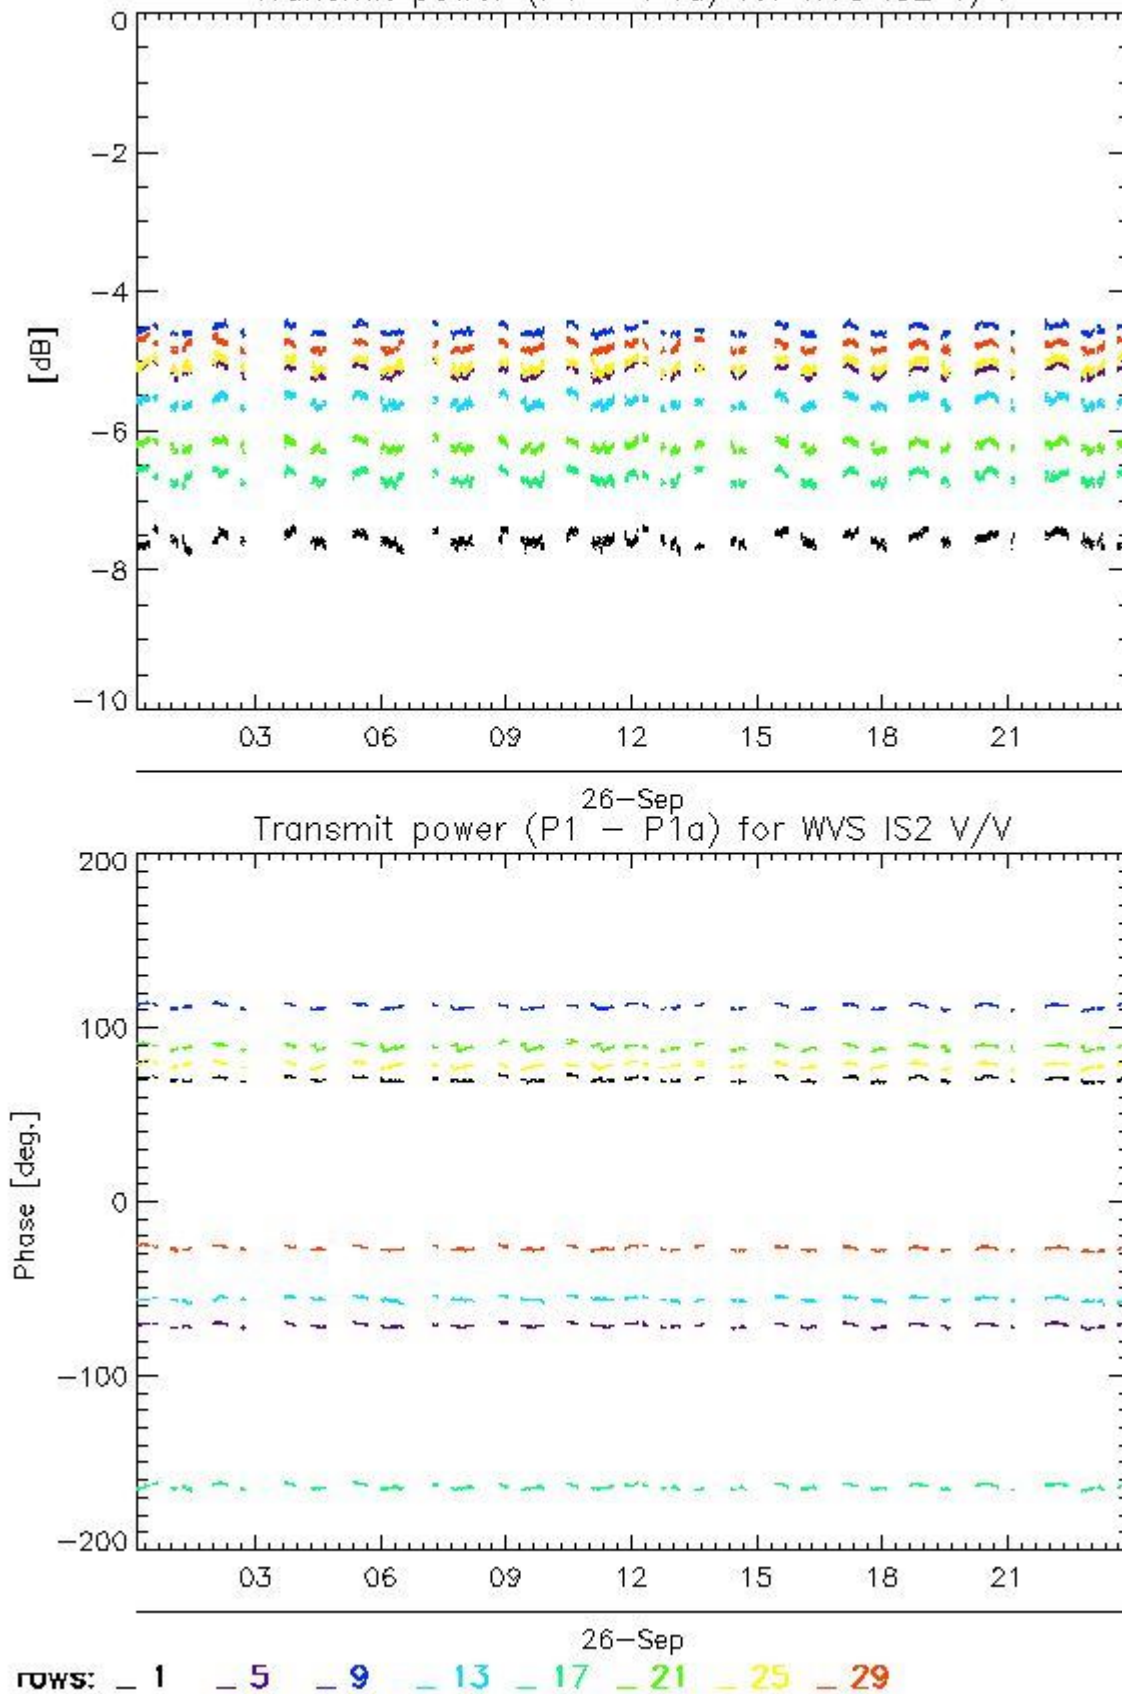 0
−2
−4
[dB]
−6
−8
−10
03 06 09 12 15 18 21
26−Sep
Transmit power (P1 − P1a) for WVS IS2 V/V
200
100
0
Phase [deg.]
−100
−200
03 06 09 12 15 18 21
26−Sep
rows: _ 1 _ 5 _ 9 _ 13 _ 17 _ 21 _ 25 _ 29